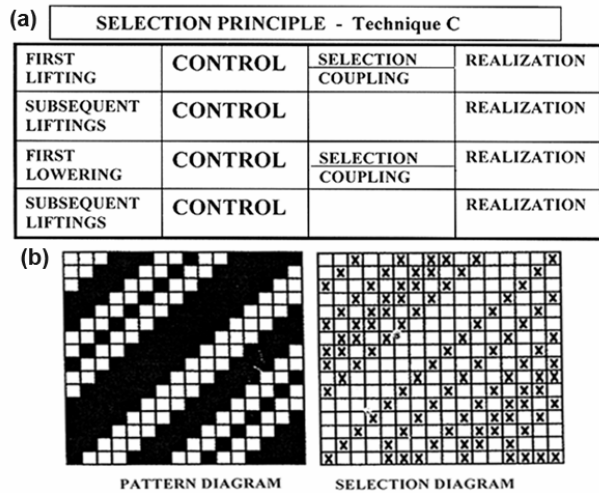 (a)
SELECTION PRINCIPLE - Technique C
FIRST LIFTING CONTROL SELECTION COUPLING REALIZATION
SUBSEQUENT LIFTINGS CONTROL REALIZATION
FIRST LOWERING CONTROL SELECTION COUPLING REALIZATION
SUBSEQUENT LIFTINGS CONTROL REALIZATION
(b)
PATTERN DIAGRAM
SELECTION DIAGRAM